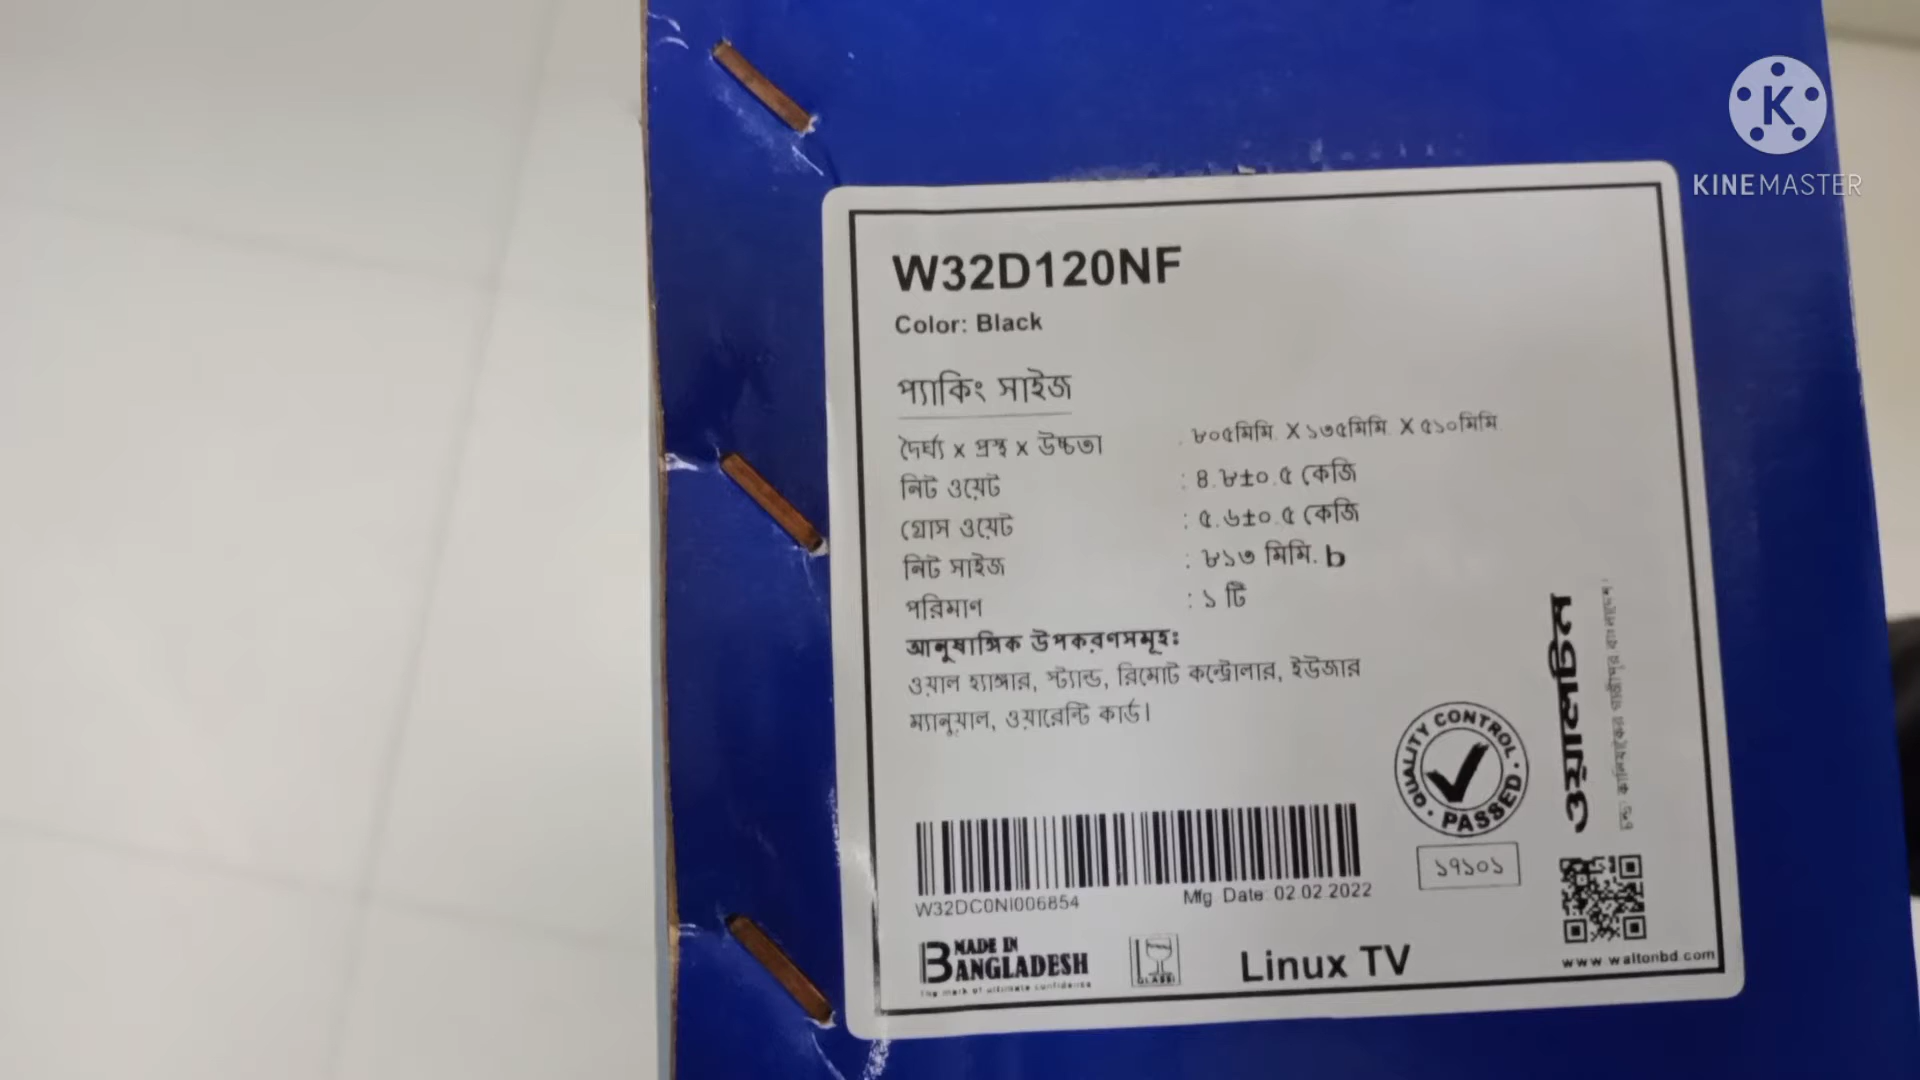 KINEMASTER
W32D120NF
Color: Black
প্যাকিং সাইজ
দৈর্ঘ্য x প্রস্থ x উচ্চতা : ৮০৫মিমি. X ১৩৫মিমি. X ৫১০মিমি
নিট ওয়েট : ৪.৮±০.৫ কেজি
গ্রোস ওয়েট : ৫.৬±০.৫ কেজি
নিট সাইজ : ৮১৩ মিমি. b
পরিমাণ : ১ টি
আনুষাঙ্গিক উপকরণসমূহঃ
ওয়াল হ্যাঙ্গার, স্ট্যান্ড, রিমোট কন্ট্রোলার, ইউজার
ম্যানুয়াল, ওয়ারেন্টি কার্ড।
QUALITY CONTROL PASSED
ওয়ালটন
১৭১০১
W32DC0NI006854 Mfg Date: 02.02.2022
MADE IN
BANGLADESH
The mark of ultimate confidence
GLASS
Linux TV
www.waltonbd.com